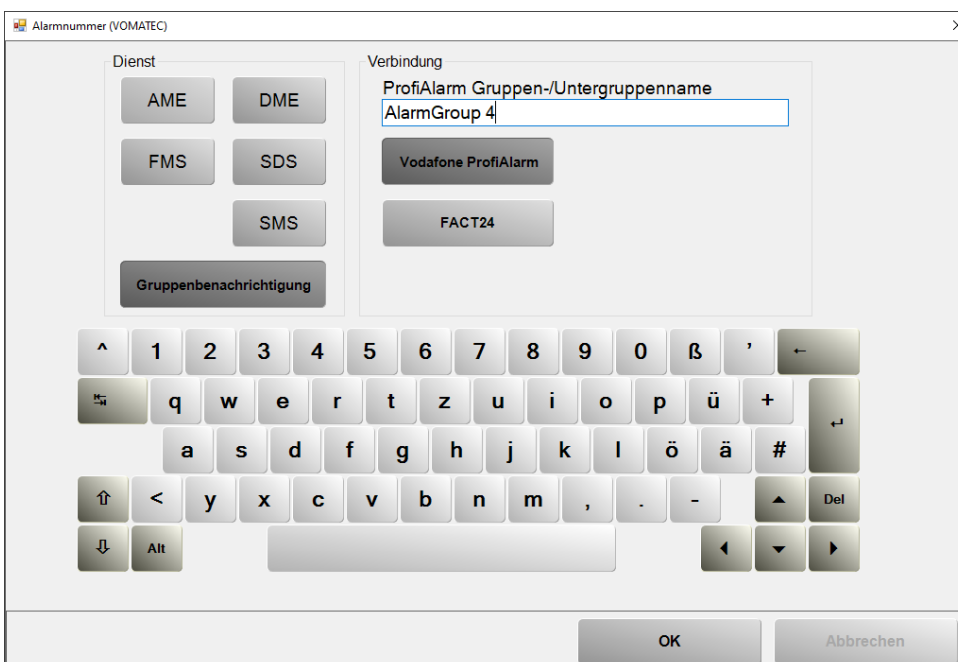 Alarmnummer (VOMATEC)
Dienst
AME DME
FMS SDS
SMS
Gruppenbenachrichtigung
Verbindung
ProfiAlarm Gruppen-/Untergruppenname
AlarmGroup 4
Vodafone ProfiAlarm
FACT24
^ 1 2 3 4 5 6 7 8 9 0 ß ' ←
↹ q w e r t z u i o p ü +
a s d f g h j k l ö ä # ↵
⇧ < y x c v b n m , . - ▲ Del
⇩ Alt ◀ ▼ ▶
OK Abbrechen